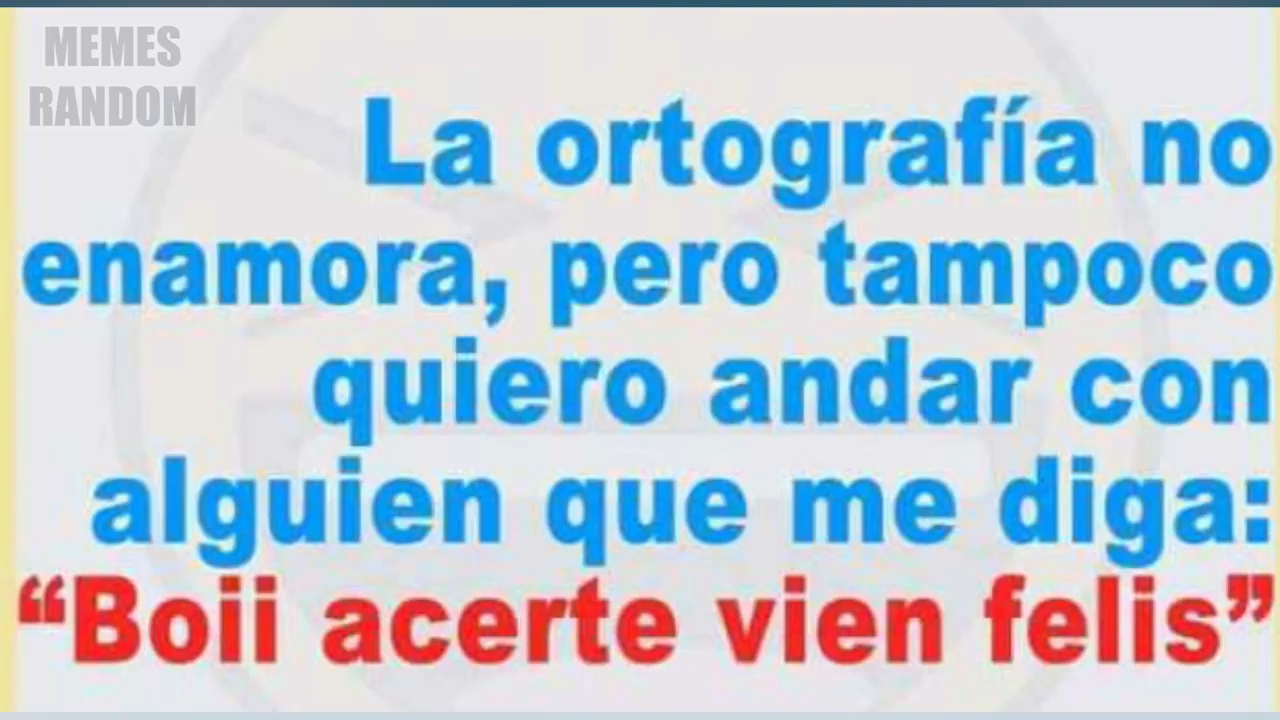 MEMES
RANDOM
La ortografía no
enamora, pero tampoco
quiero andar con
alguien que me diga:
“Boii acerte vien felis”